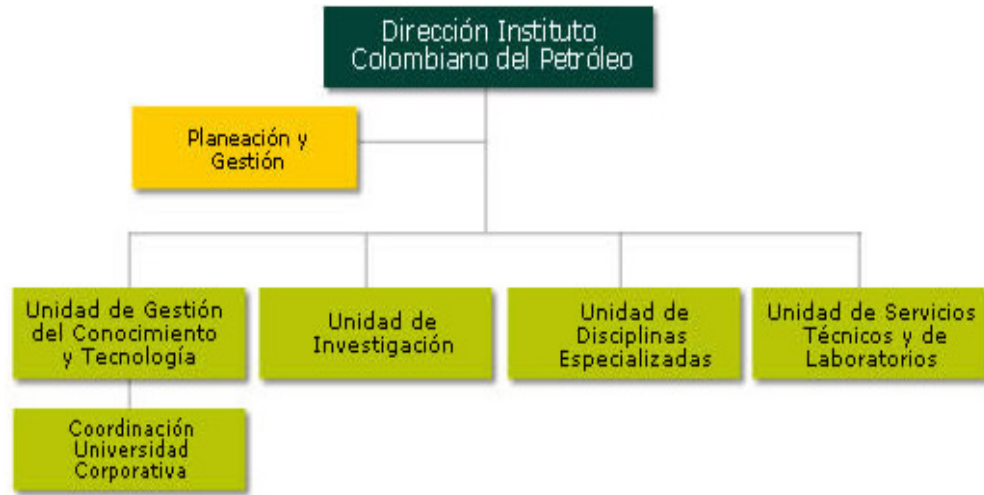 Dirección Instituto
Colombiano del Petróleo
Planeación y
Gestión
Unidad de Gestión
del Conocimiento
y Tecnología
Unidad de
Investigación
Unidad de
Disciplinas
Especializadas
Unidad de Servicios
Técnicos y de
Laboratorios
Coordinación
Universidad
Corporativa